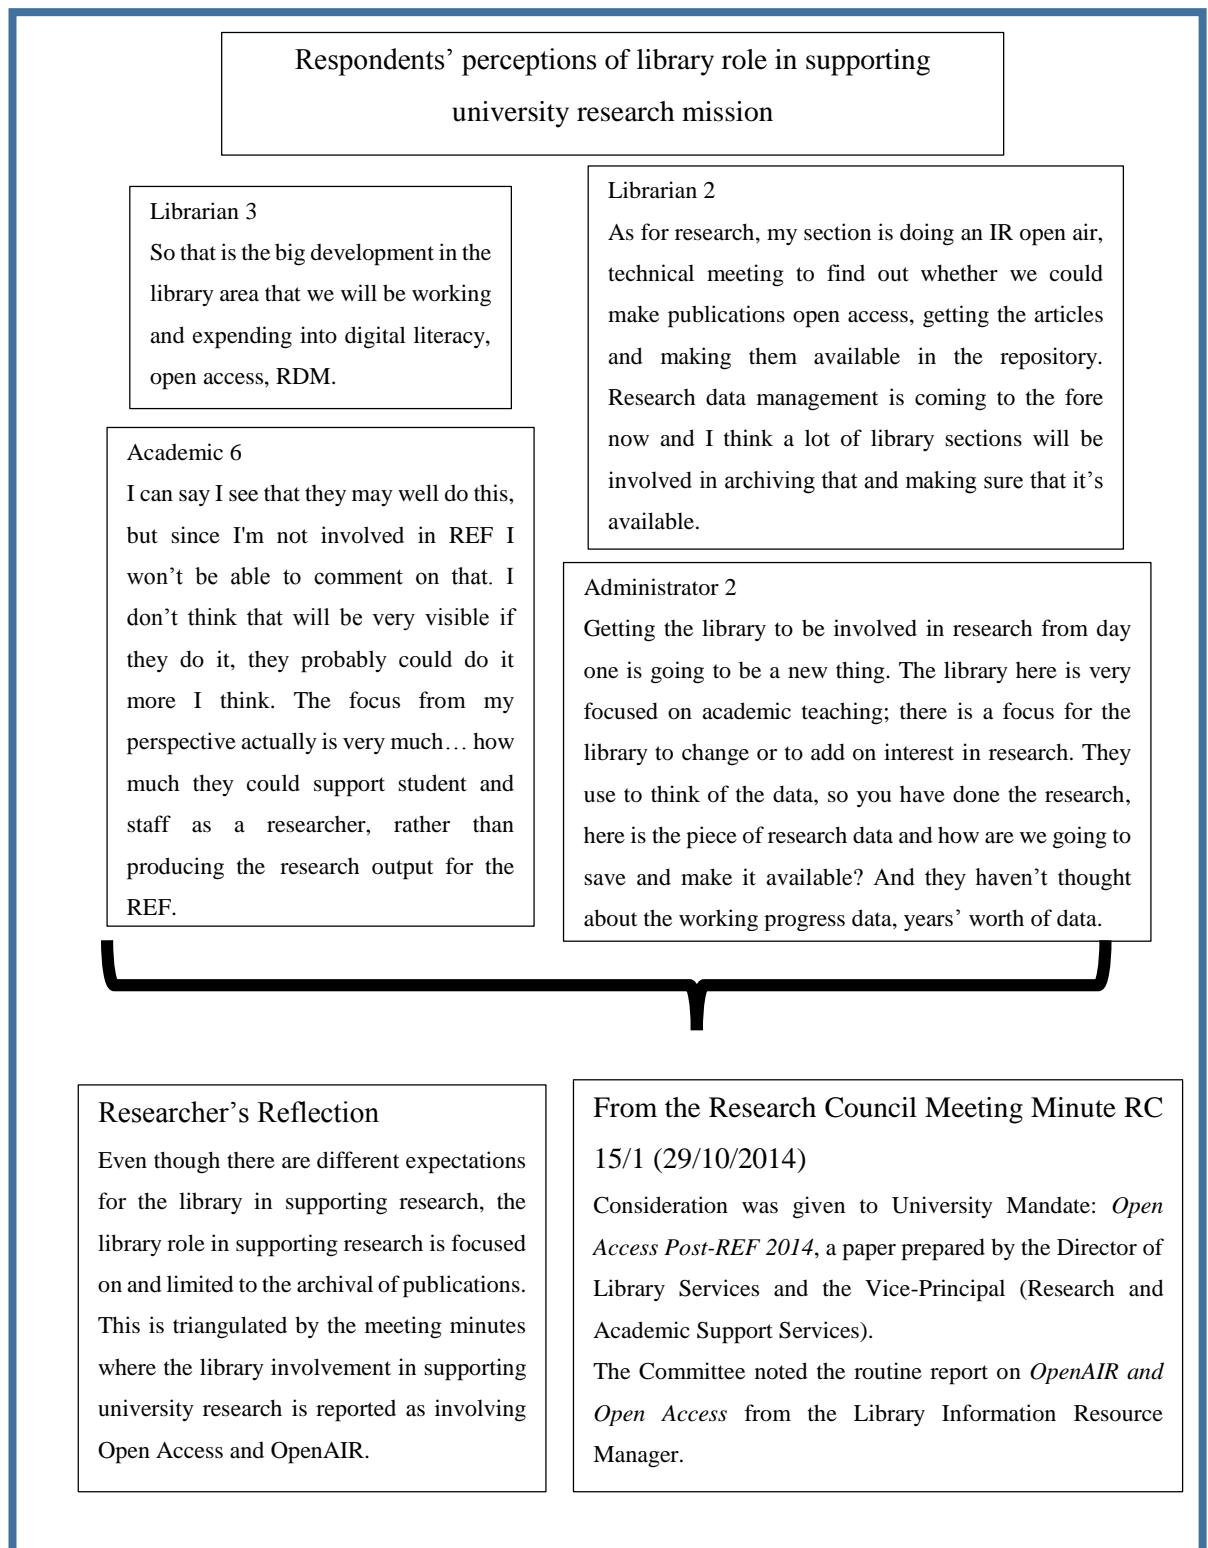 Respondents’ perceptions of library role in supporting
university research mission
Librarian 3
So that is the big development in the
library area that we will be working
and expending into digital literacy,
open access, RDM.
Librarian 2
As for research, my section is doing an IR open air,
technical meeting to find out whether we could
make publications open access, getting the articles
and making them available in the repository.
Research data management is coming to the fore
now and I think a lot of library sections will be
involved in archiving that and making sure that it’s
available.
Academic 6
I can say I see that they may well do this,
but since I'm not involved in REF I
won’t be able to comment on that. I
don’t think that will be very visible if
they do it, they probably could do it
more I think. The focus from my
perspective actually is very much… how
much they could support student and
staff as a researcher, rather than
producing the research output for the
REF.
Administrator 2
Getting the library to be involved in research from day
one is going to be a new thing. The library here is very
focused on academic teaching; there is a focus for the
library to change or to add on interest in research. They
use to think of the data, so you have done the research,
here is the piece of research data and how are we going to
save and make it available? And they haven’t thought
about the working progress data, years’ worth of data.
Researcher’s Reflection
Even though there are different expectations
for the library in supporting research, the
library role in supporting research is focused
on and limited to the archival of publications.
This is triangulated by the meeting minutes
where the library involvement in supporting
university research is reported as involving
Open Access and OpenAIR.
From the Research Council Meeting Minute RC
15/1 (29/10/2014)
Consideration was given to University Mandate: Open
Access Post-REF 2014, a paper prepared by the Director of
Library Services and the Vice-Principal (Research and
Academic Support Services).
The Committee noted the routine report on OpenAIR and
Open Access from the Library Information Resource
Manager.